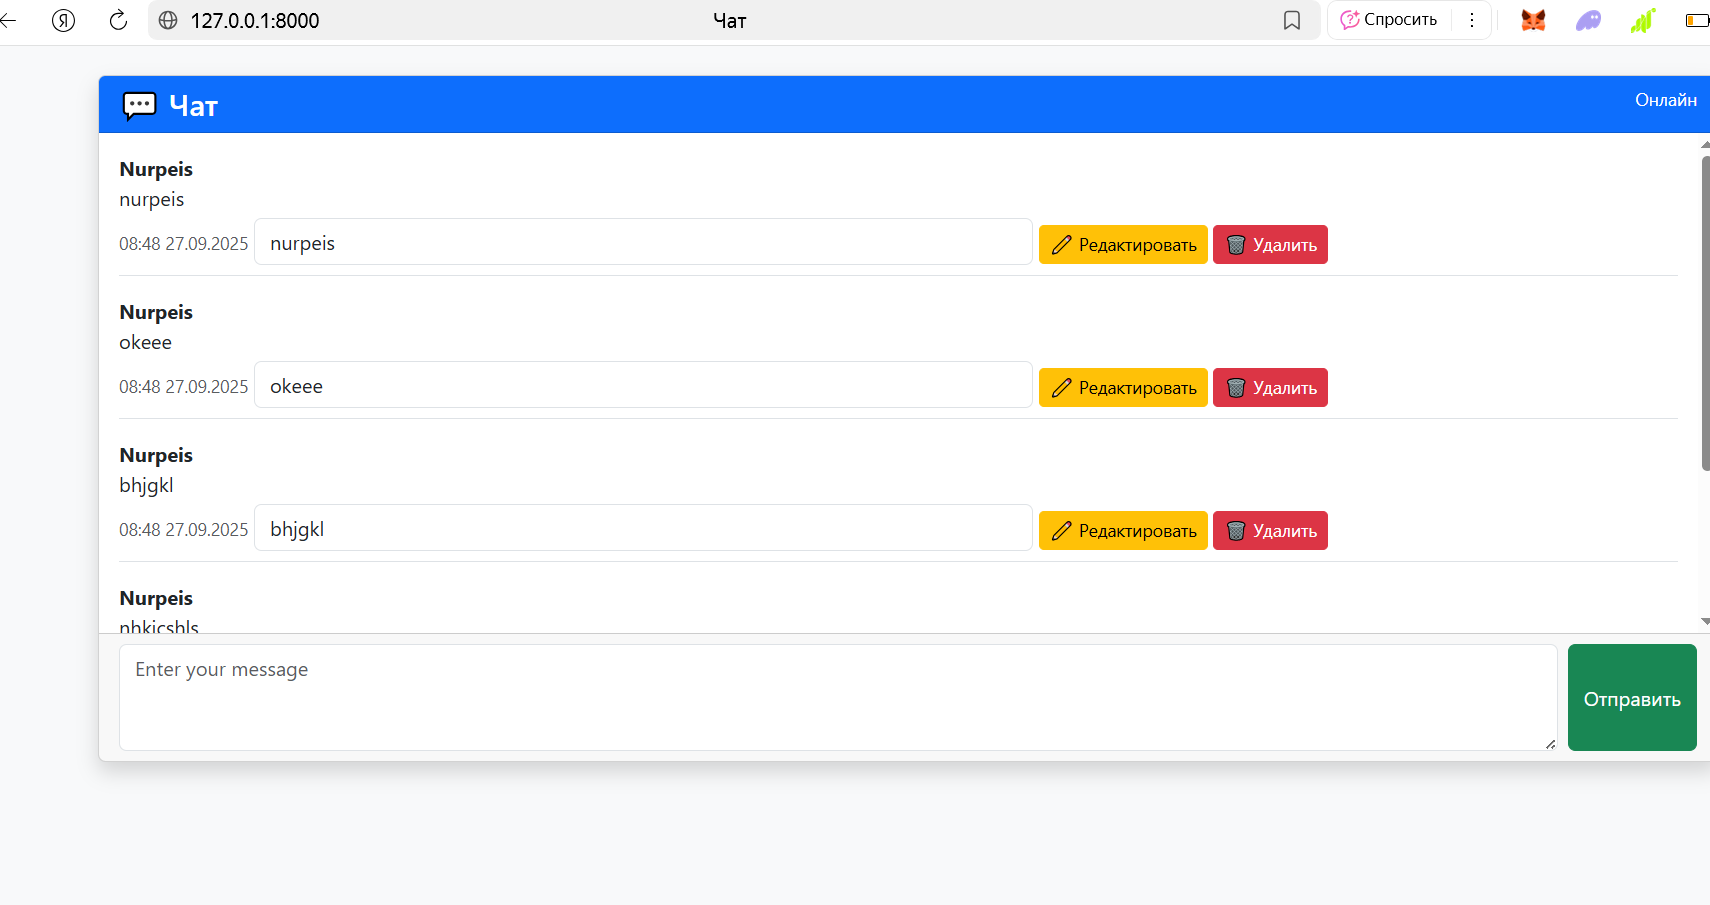 127.0.0.1:8000 Чат Спросить
Чат Онлайн
Nurpeis
nurpeis
08:48 27.09.2025 nurpeis Редактировать Удалить
Nurpeis
okeee
08:48 27.09.2025 okeee Редактировать Удалить
Nurpeis
bhjgkl
08:48 27.09.2025 bhjgkl Редактировать Удалить
Nurpeis
Enter your message
Отправить